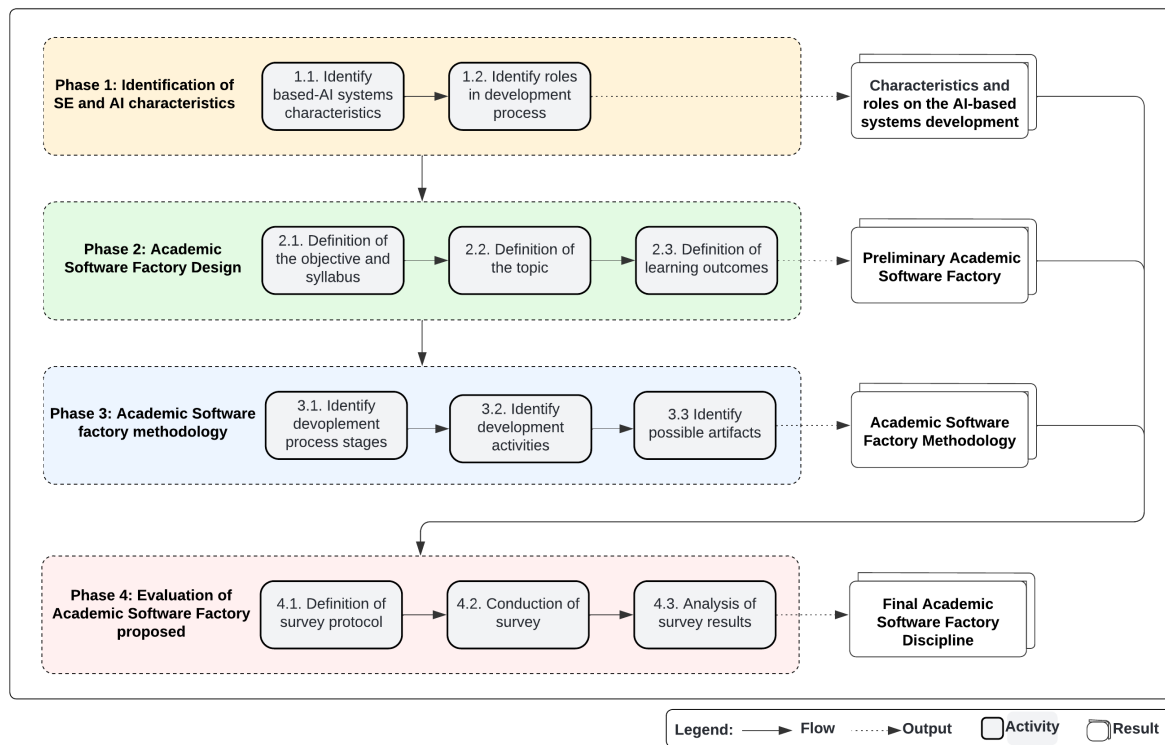 Phase 1: Identification of
SE and AI characteristics
1.1. Identify
based-AI systems
characteristics
1.2. Identify roles
in development
process
Characteristics and
roles on the AI-based
systems development
Phase 2: Academic
Software Factory Design
2.1. Definition of
the objective and
syllabus
2.2. Definition of
the topic
2.3. Definition of
learning outcomes
Preliminary Academic
Software Factory
Phase 3: Academic Software
factory methodology
3.1. Identify
devoplement
process stages
3.2. Identify
development
activities
3.3 Identify
possible artifacts
Academic Software
Factory Methodology
Phase 4: Evaluation of
Academic Software Factory
proposed
4.1. Definition of
survey protocol
4.2. Conduction of
survey
4.3. Analysis of
survey results
Final Academic
Software Factory
Discipline
Legend: Flow Output Activity Result